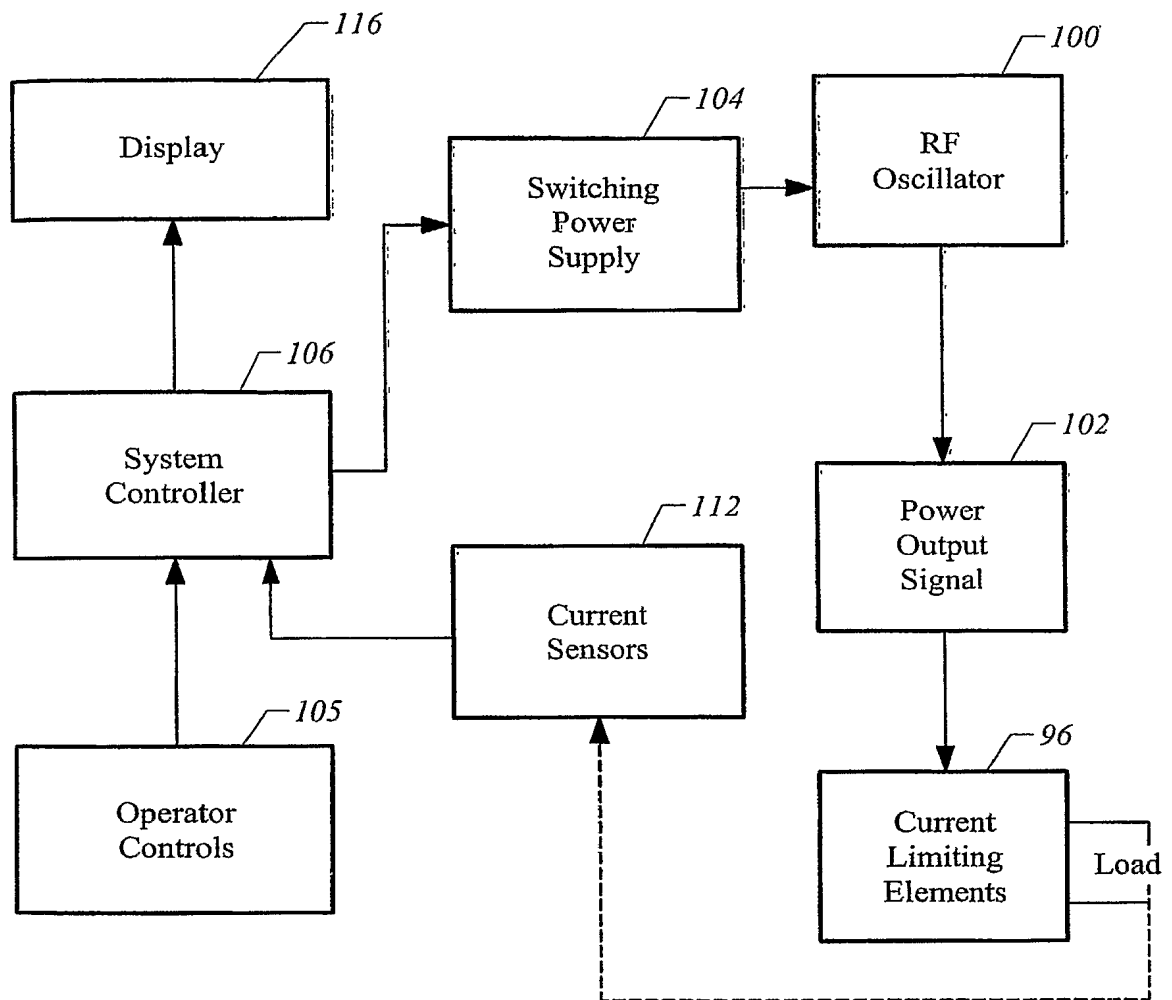 116
Display
104
Switching
Power
Supply
100
RF
Oscillator
106
System
Controller
112
Current
Sensors
102
Power
Output
Signal
105
Operator
Controls
96
Current
Limiting
Elements
Load